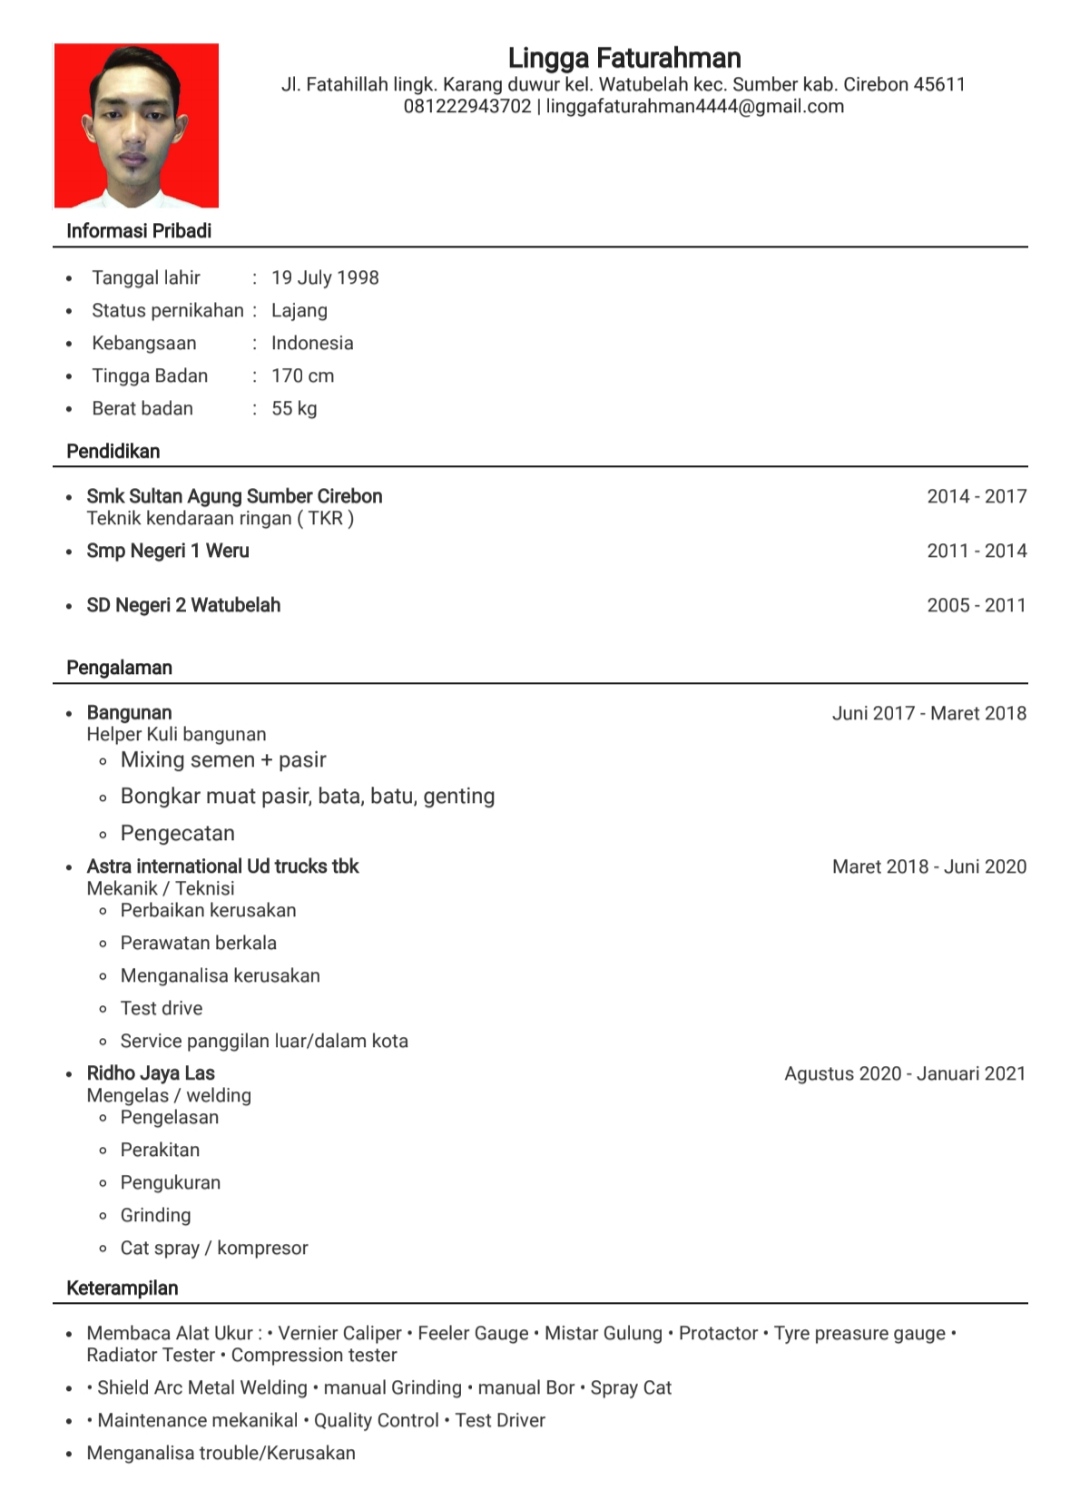 Lingga Faturahman
Jl. Fatahillah lingk. Karang duwur kel. Watubelah kec. Sumber kab. Cirebon 45611
081222943702 | linggafaturahman4444@gmail.com
Informasi Pribadi
• Tanggal lahir : 19 July 1998
• Status pernikahan : Lajang
• Kebangsaan : Indonesia
• Tingga Badan : 170 cm
• Berat badan : 55 kg
Pendidikan
• Smk Sultan Agung Sumber Cirebon 2014 - 2017
Teknik kendaraan ringan ( TKR )
• Smp Negeri 1 Weru 2011 - 2014
• SD Negeri 2 Watubelah 2005 - 2011
Pengalaman
• Bangunan Juni 2017 - Maret 2018
Helper Kuli bangunan
◦ Mixing semen + pasir
◦ Bongkar muat pasir, bata, batu, genting
◦ Pengecatan
• Astra international Ud trucks tbk Maret 2018 - Juni 2020
Mekanik / Teknisi
◦ Perbaikan kerusakan
◦ Perawatan berkala
◦ Menganalisa kerusakan
◦ Test drive
◦ Service panggilan luar/dalam kota
• Ridho Jaya Las Agustus 2020 - Januari 2021
Mengelas / welding
◦ Pengelasan
◦ Perakitan
◦ Pengukuran
◦ Grinding
◦ Cat spray / kompresor
Keterampilan
• Membaca Alat Ukur : • Vernier Caliper • Feeler Gauge • Mistar Gulung • Protactor • Tyre preasure gauge •
Radiator Tester • Compression tester
• • Shield Arc Metal Welding • manual Grinding • manual Bor • Spray Cat
• • Maintenance mekanikal • Quality Control • Test Driver
• Menganalisa trouble/Kerusakan